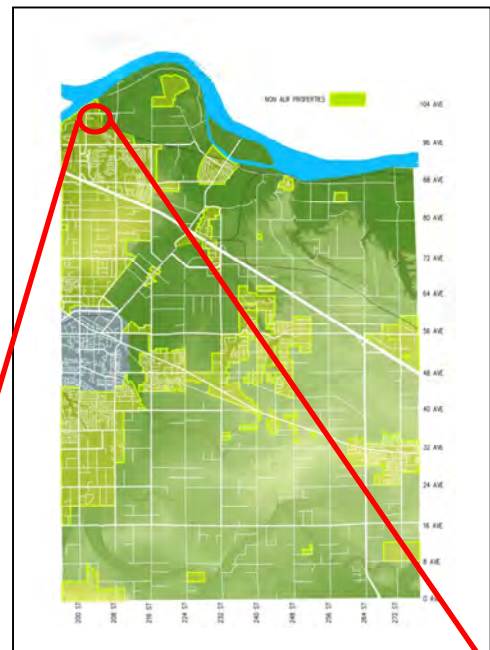 NON ALR PROPERTIES
104 AVE
96 AVE
88 AVE
80 AVE
72 AVE
64 AVE
56 AVE
48 AVE
40 AVE
32 AVE
24 AVE
16 AVE
8 AVE
0 AVE
200 ST
208 ST
216 ST
224 ST
232 ST
240 ST
248 ST
256 ST
264 ST
272 ST